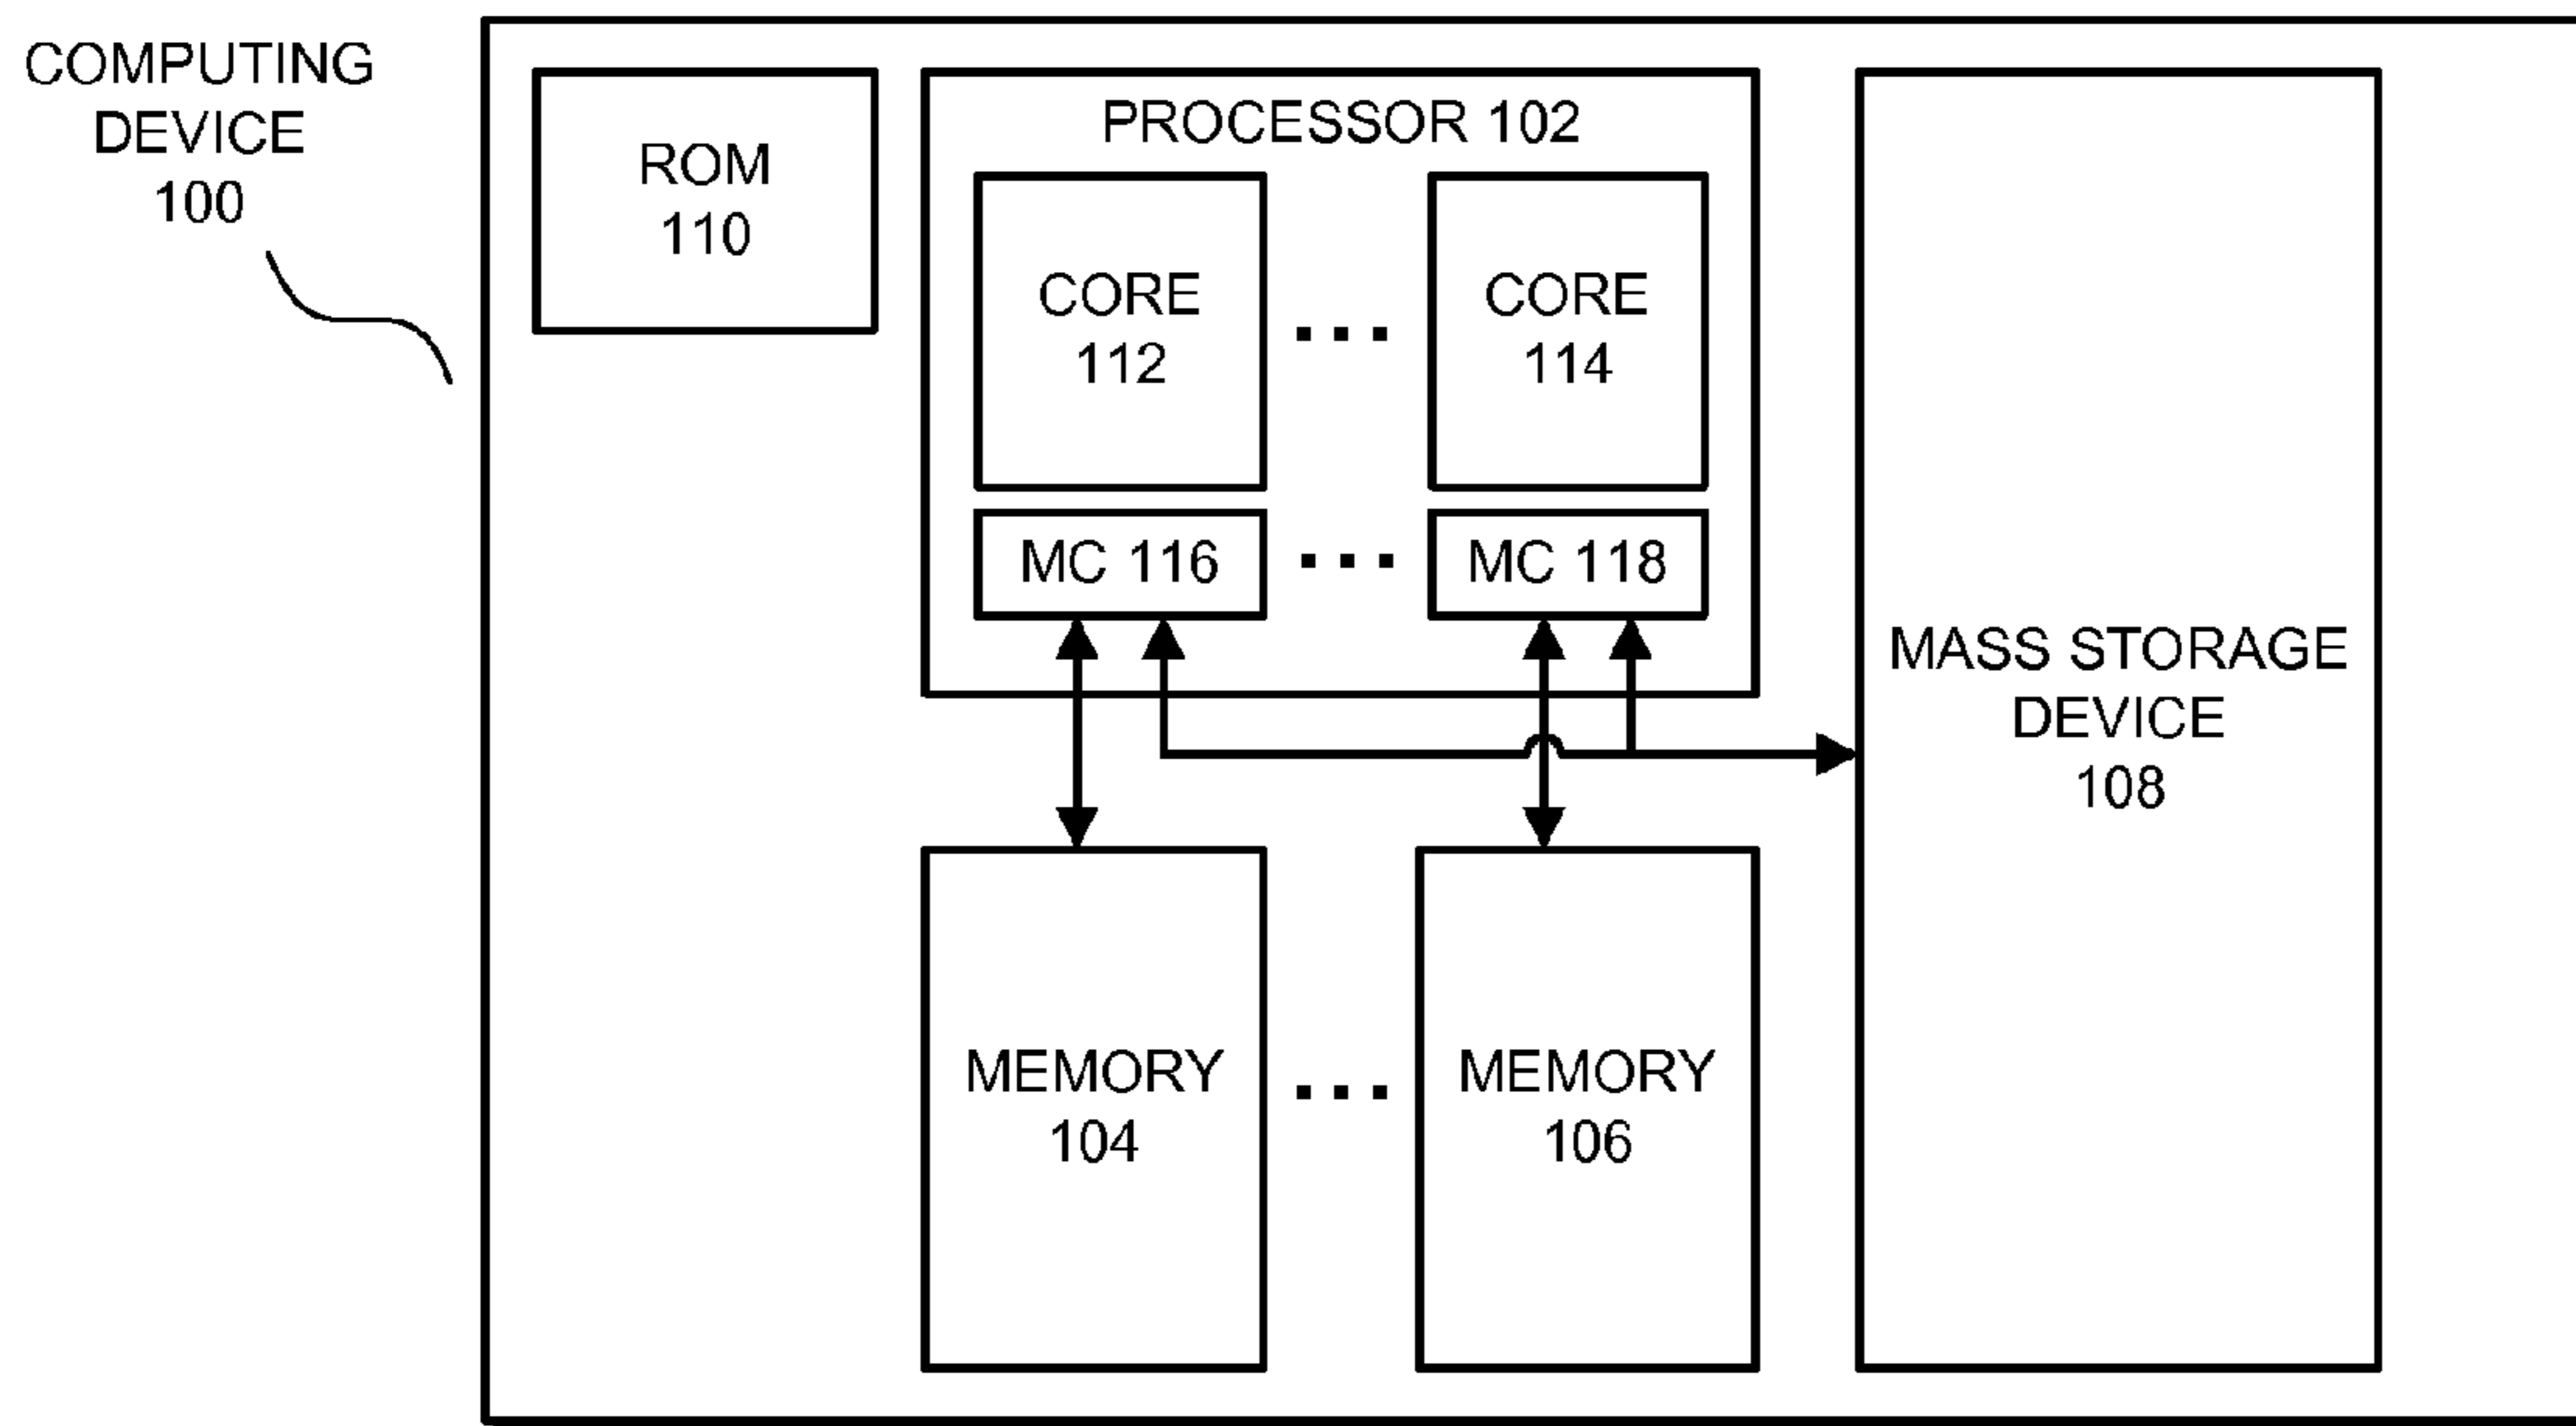 COMPUTING
DEVICE
100
ROM
110
PROCESSOR 102
CORE
112
CORE
114
MC 116
MC 118
MASS STORAGE
DEVICE
108
MEMORY
104
MEMORY
106